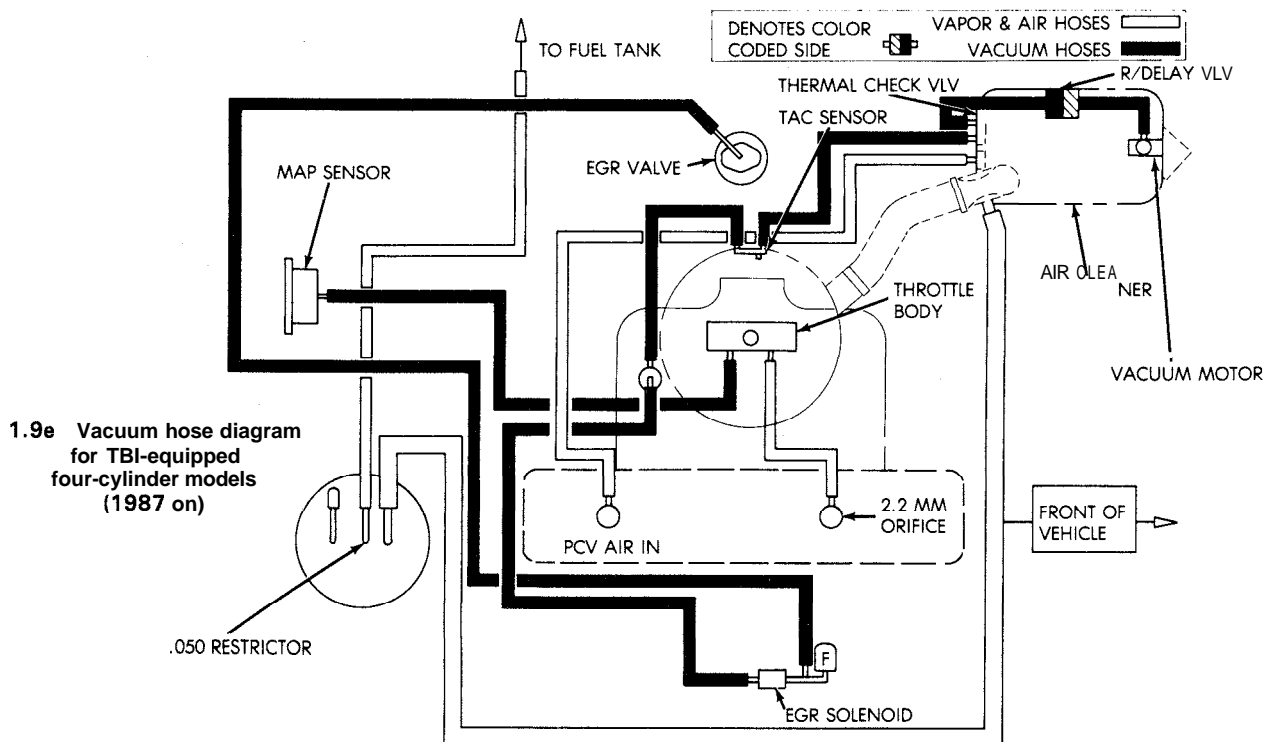 DENOTES COLOR
CODED SIDE
VAPOR & AIR HOSES
VACUUM HOSES
TO FUEL TANK
R/DELAY VLV
THERMAL CHECK VLV
TAC SENSOR
EGR VALVE
MAP SENSOR
AIR OLEA
NER
THROTTLE
BODY
VACUUM MOTOR
1.9e Vacuum hose diagram
for TBI-equipped
four-cylinder models
(1987 on)
2.2 MM
ORIFICE
FRONT OF
VEHICLE
PCV AIR IN
.050 RESTRICTOR
F
EGR SOLENOID